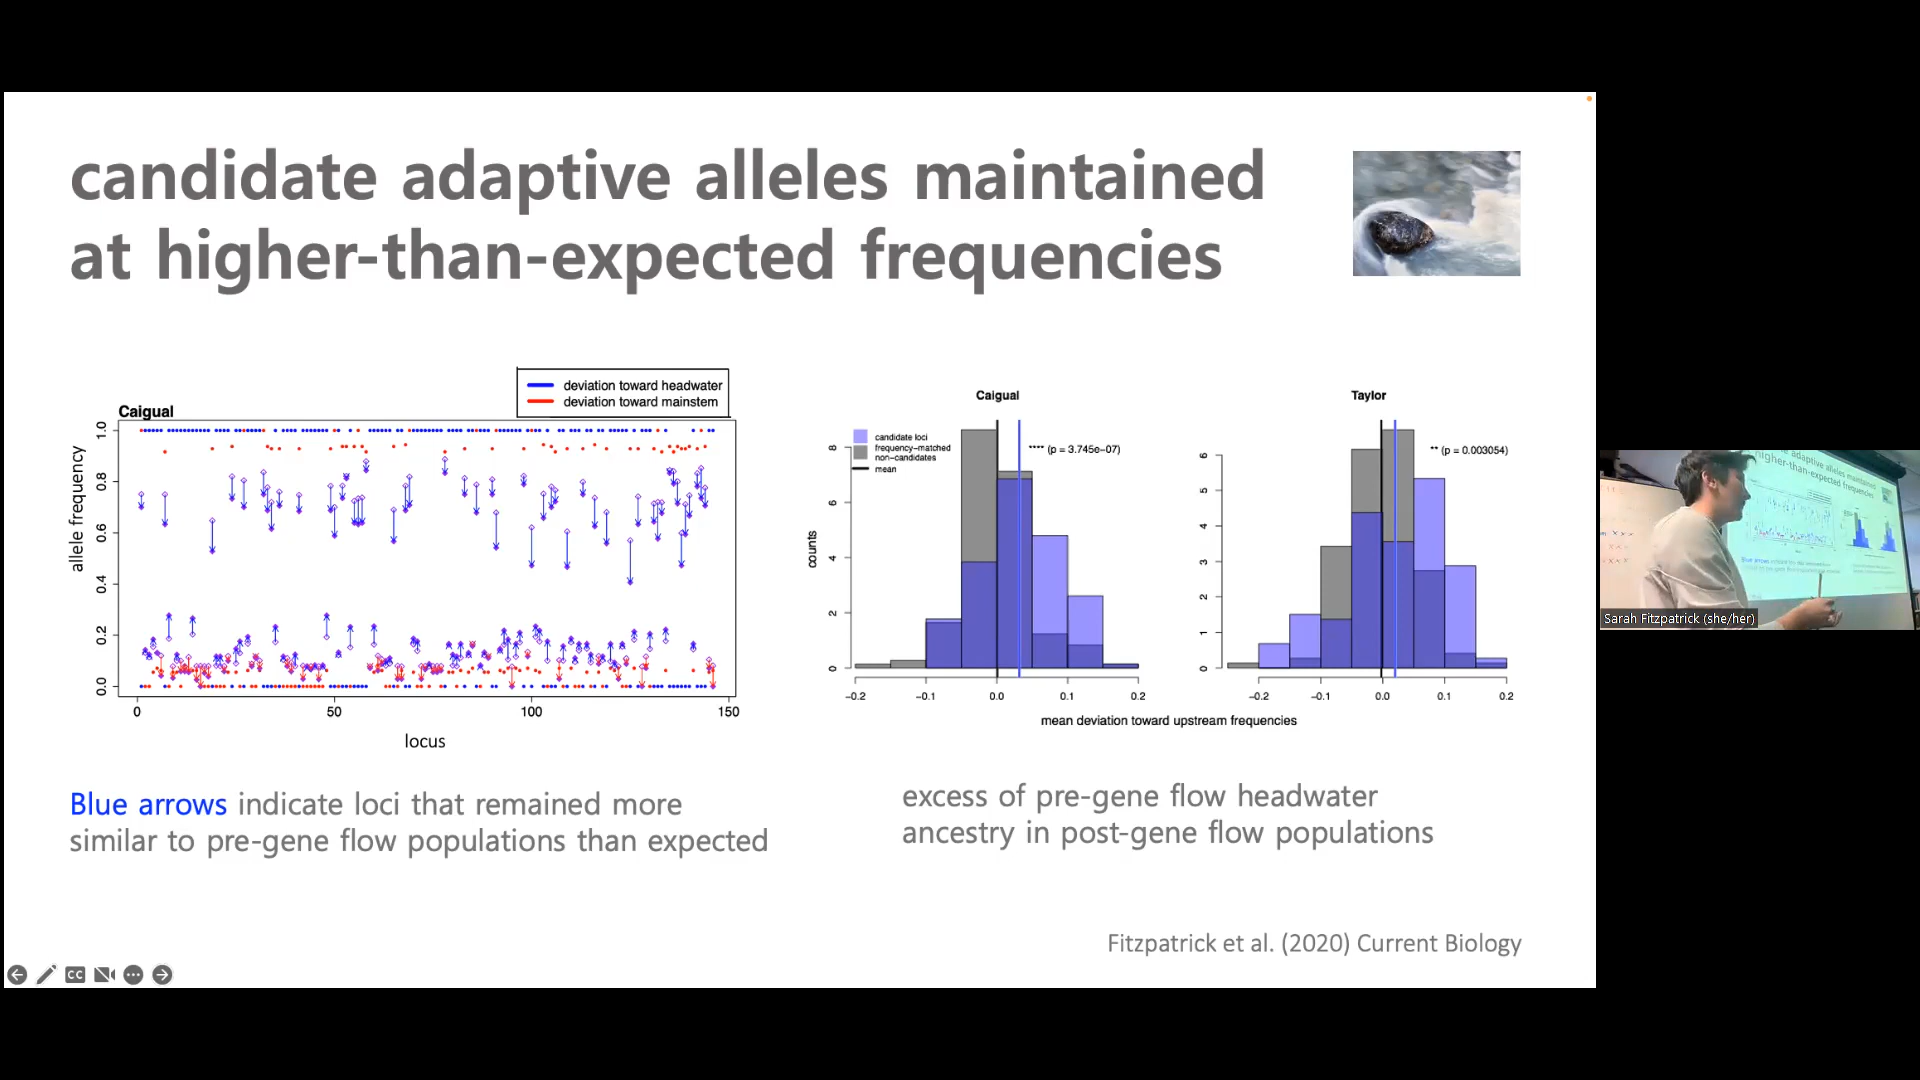 candidate adaptive alleles maintained
at higher-than-expected frequencies
deviation toward headwater
deviation toward mainstem
Caigual
allele frequency
1.0
0.8
0.6
0.4
0.2
0.0
0 50 100 150
locus
Caigual
candidate loci
frequency-matched
non-candidates
mean
**** (p = 3.745e-07)
counts
8
6
4
2
0
-0.2 -0.1 0.0 0.1 0.2
Taylor
** (p = 0.003054)
6
5
4
3
2
1
0
-0.2 -0.1 0.0 0.1 0.2
mean deviation toward upstream frequencies
Blue arrows indicate loci that remained more
similar to pre-gene flow populations than expected
excess of pre-gene flow headwater
ancestry in post-gene flow populations
Fitzpatrick et al. (2020) Current Biology
CC
Sarah Fitzpatrick (she/her)